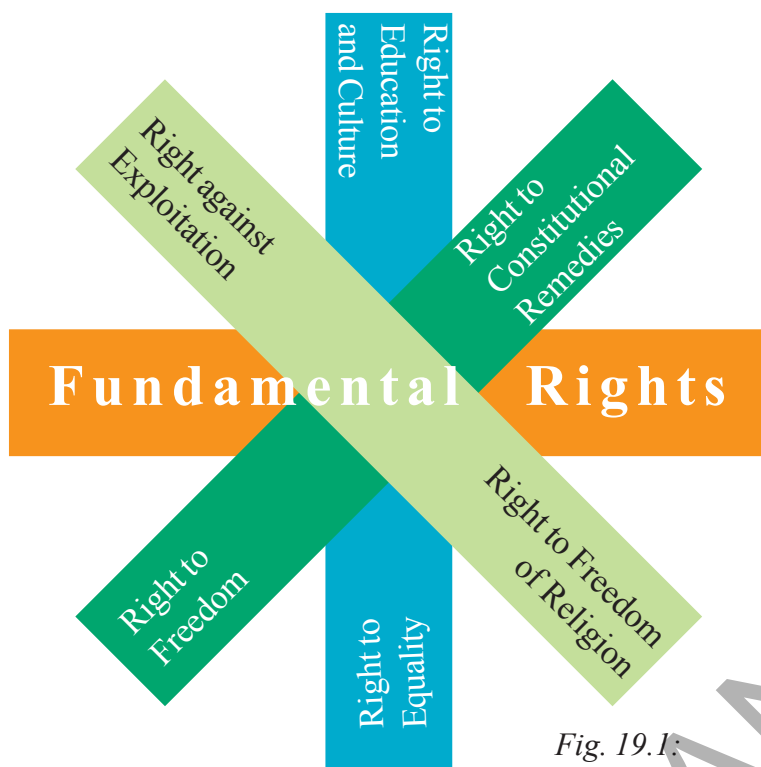 Right to
Education
and Culture
Right against
Exploitation
Right to
Constitutional
Remedies
Fundamental Rights
Right to
Freedom
Right to Freedom
of Religion
Right to
Equality
Fig. 19.1: